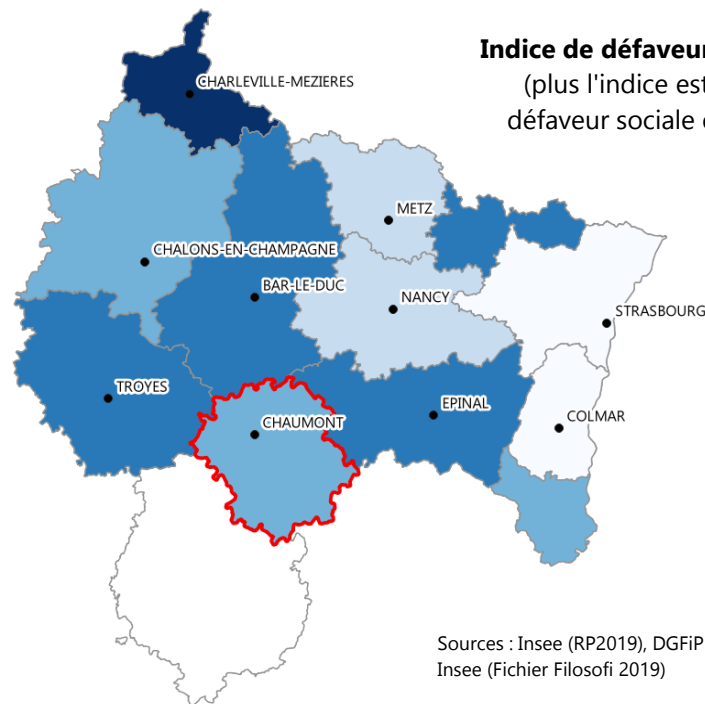 Indice de défaveur
(plus l'indice est
défaveur sociale
CHARLEVILLE-MEZIERES
METZ
CHALONS-EN-CHAMPAGNE
BAR-LE-DUC
NANCY
STRASBOURG
TROYES
EPINAL
CHAUMONT
COLMAR
Sources : Insee (RP2019), DGFiP
Insee (Fichier Filosofi 2019)